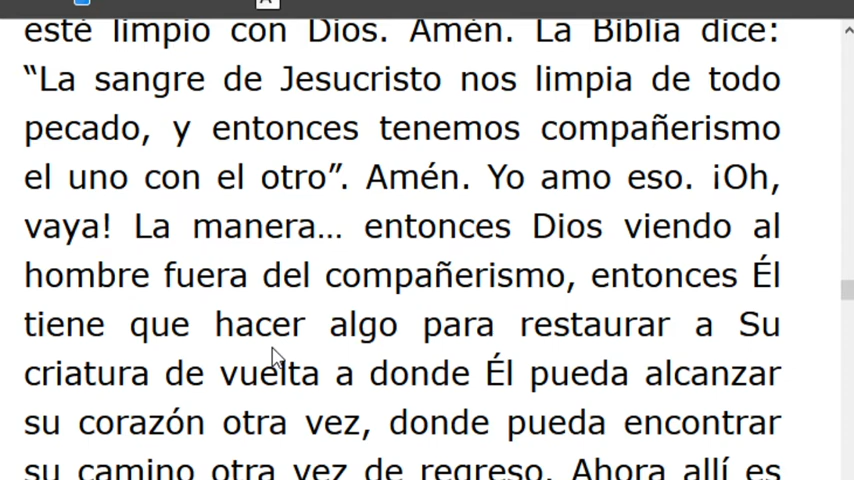 esté limpio con Dios. Amén. La Biblia dice:
“La sangre de Jesucristo nos limpia de todo
pecado, y entonces tenemos compañerismo
el uno con el otro”. Amén. Yo amo eso. ¡Oh,
vaya! La manera... entonces Dios viendo al
hombre fuera del compañerismo, entonces Él
tiene que hacer algo para restaurar a Su
criatura de vuelta a donde Él pueda alcanzar
su corazón otra vez, donde pueda encontrar
su camino otra vez de regreso. Ahora allí es